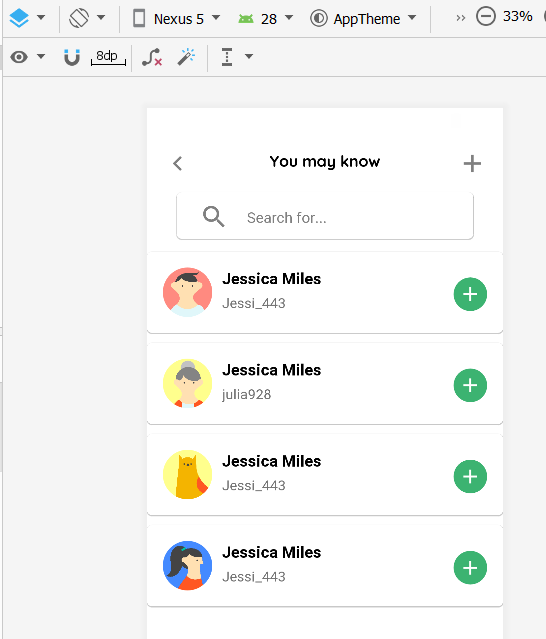 Nexus 5 28 AppTheme 33%
8dp
You may know
Search for...
Jessica Miles
Jessi_443
Jessica Miles
julia928
Jessica Miles
Jessi_443
Jessica Miles
Jessi_443